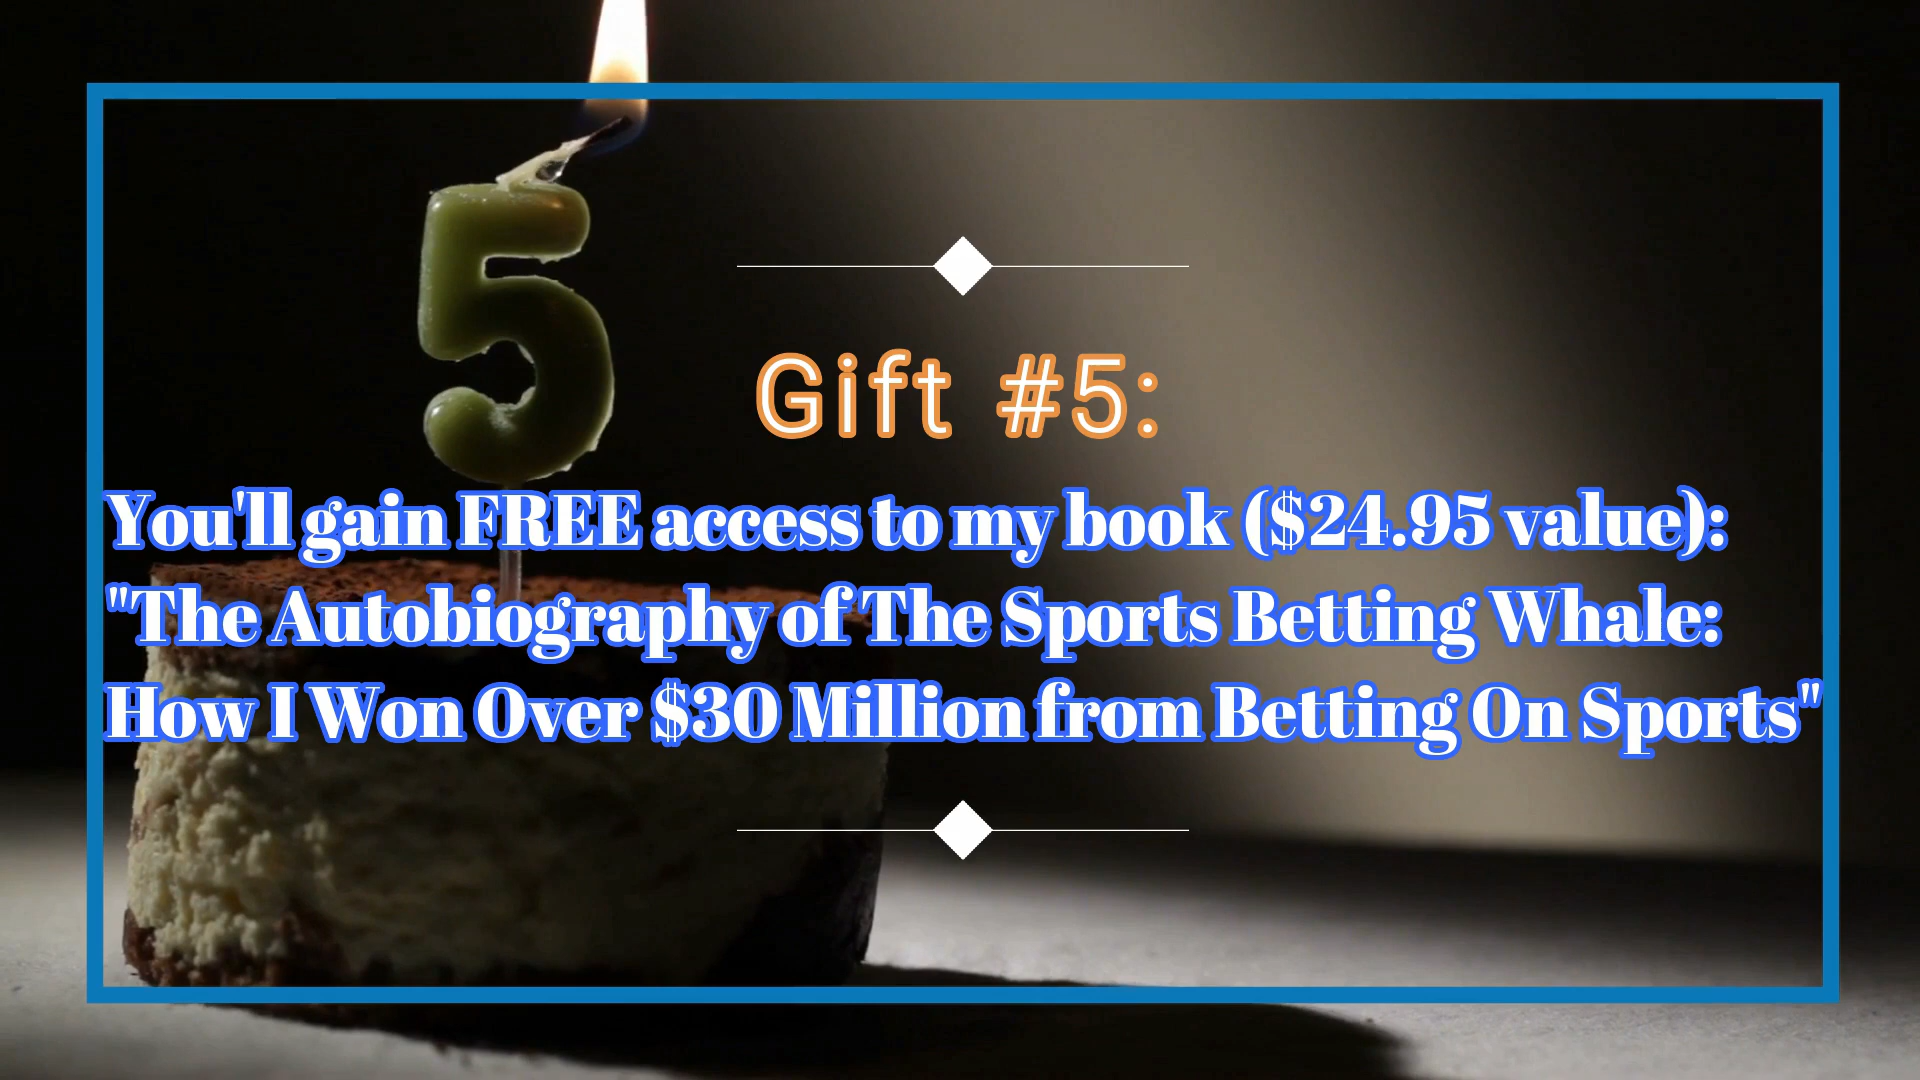 5
Gift #5:
You'll gain FREE access to my book ($24.95 value):
"The Autobiography of The Sports Betting Whale:
How I Won Over $30 Million from Betting On Sports"